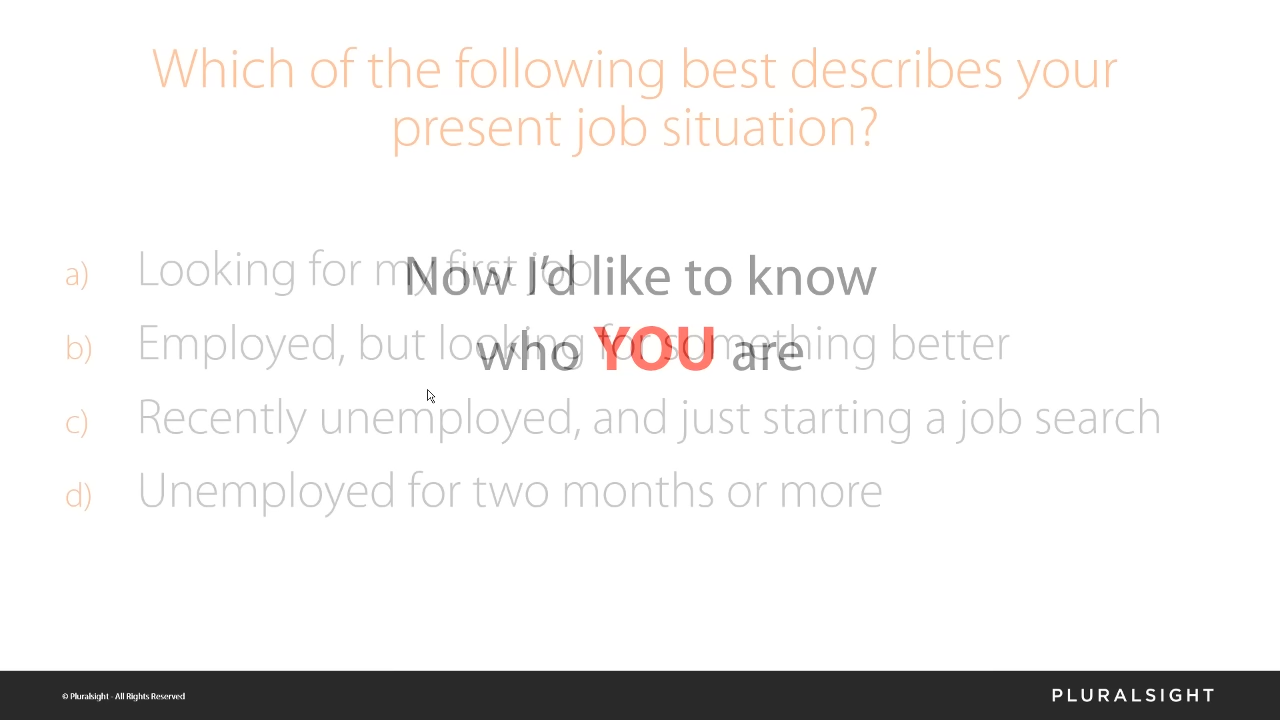 Which of the following best describes your
present job situation?
a) Looking for my first job
Now I'd like to know
b) Employed, but looking for something better
who YOU are
c) Recently unemployed, and just starting a job search
d) Unemployed for two months or more
© Pluralsight - All Rights Reserved
PLURALSIGHT